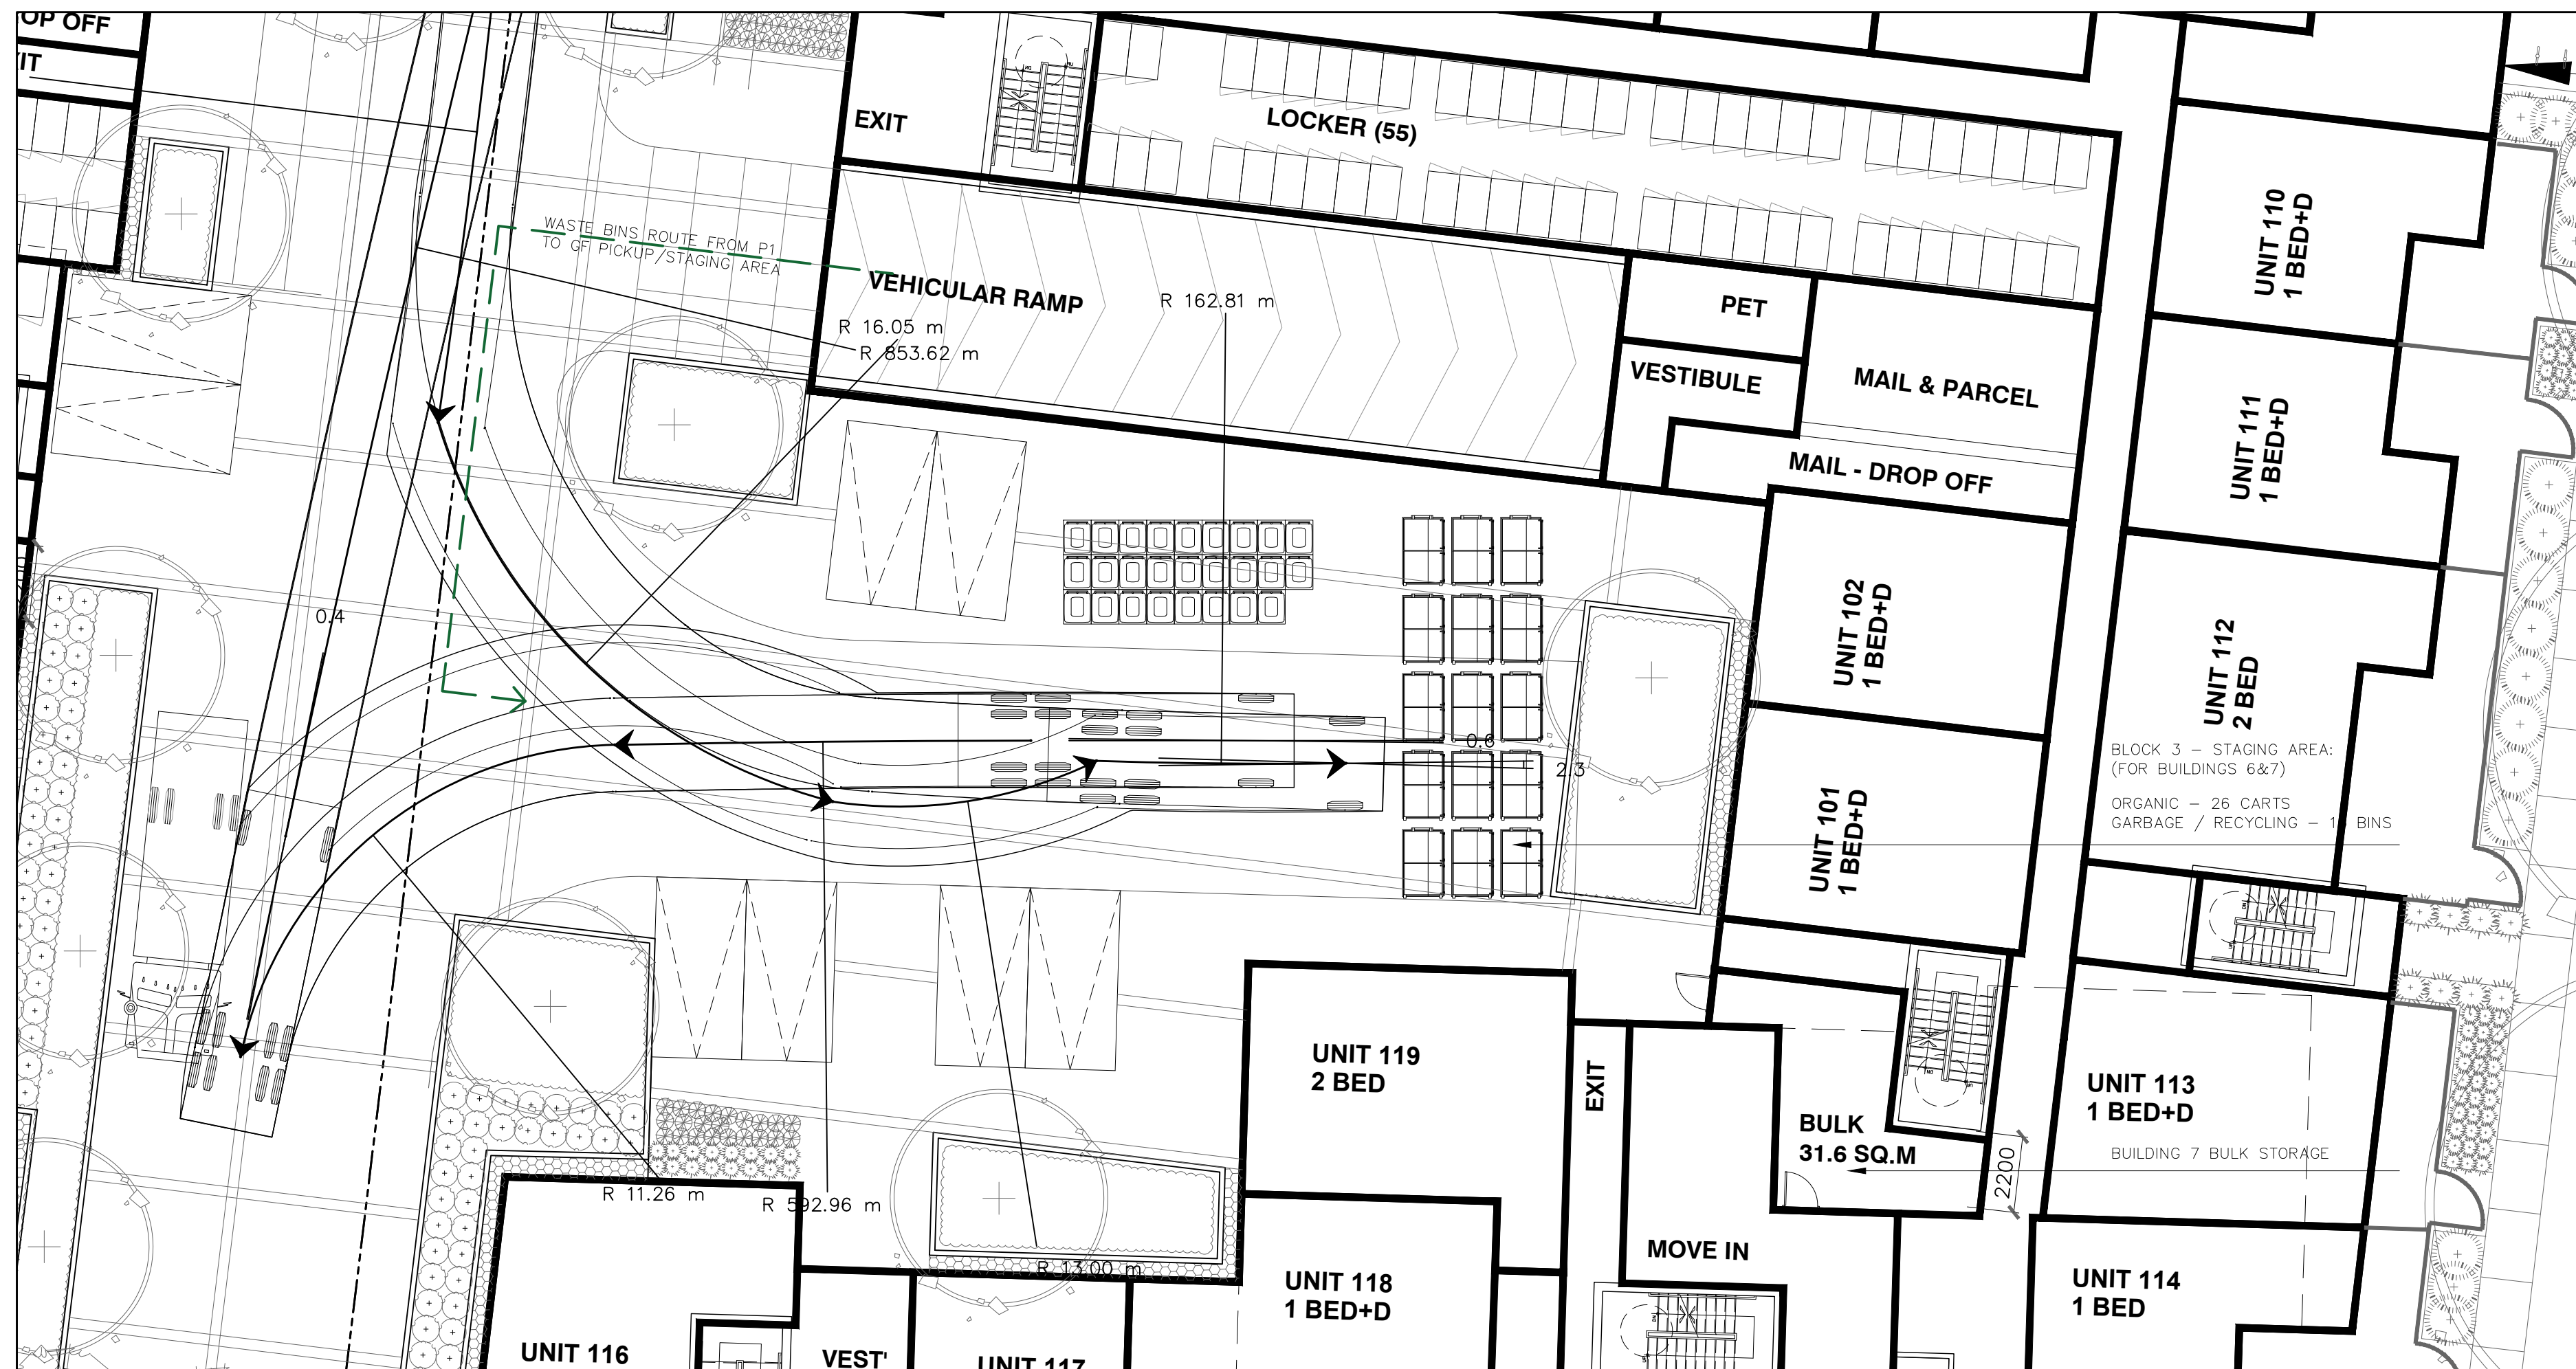 OP OFF
IT
EXIT
LOCKER (55)
WASTE BINS ROUTE FROM P1
TO GF PICKUP/STAGING AREA
VEHICULAR RAMP
R 162.81 m
R 16.05 m
R 853.62 m
PET
VESTIBULE
MAIL & PARCEL
MAIL - DROP OFF
UNIT 110
1 BED+D
UNIT 111
1 BED+D
UNIT 102
1 BED+D
UNIT 112
2 BED
0.4
0.6
2.3
UNIT 101
1 BED+D
BLOCK 3 - STAGING AREA:
(FOR BUILDINGS 6&7)
ORGANIC - 26 CARTS
GARBAGE / RECYCLING - BINS
UNIT 119
2 BED
EXIT
BULK
31.6 SQ.M
2200
UNIT 113
1 BED+D
BUILDING 7 BULK STORAGE
R 11.26 m
R 592.96 m
R 13.00 m
MOVE IN
UNIT 118
1 BED+D
UNIT 114
1 BED
UNIT 116
VEST'
UNIT 117